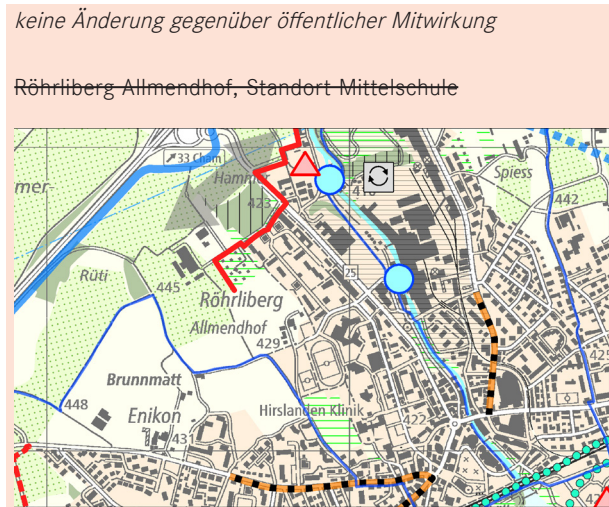 keine Änderung gegenüber öffentlicher Mitwirkung
Röhrliberg Allmendhof, Standort Mittelschule
33 Cham
Spiess
mer
Hammer
423
442
Rüti
445
25
Röhrliberg
Allmendhof
429
Brunnmatt
448
Enikon
Hirslanden Klinik
422
431